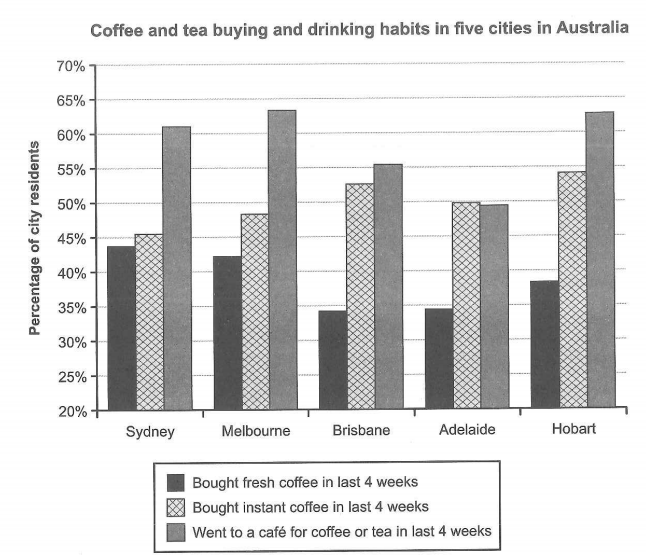 Coffee and tea buying and drinking habits in five cities in Australia
Percentage of city residents
70%
65%
60%
55%
50%
45%
40%
35%
30%
25%
20%
Sydney Melbourne Brisbane Adelaide Hobart
Bought fresh coffee in last 4 weeks
Bought instant coffee in last 4 weeks
Went to a café for coffee or tea in last 4 weeks